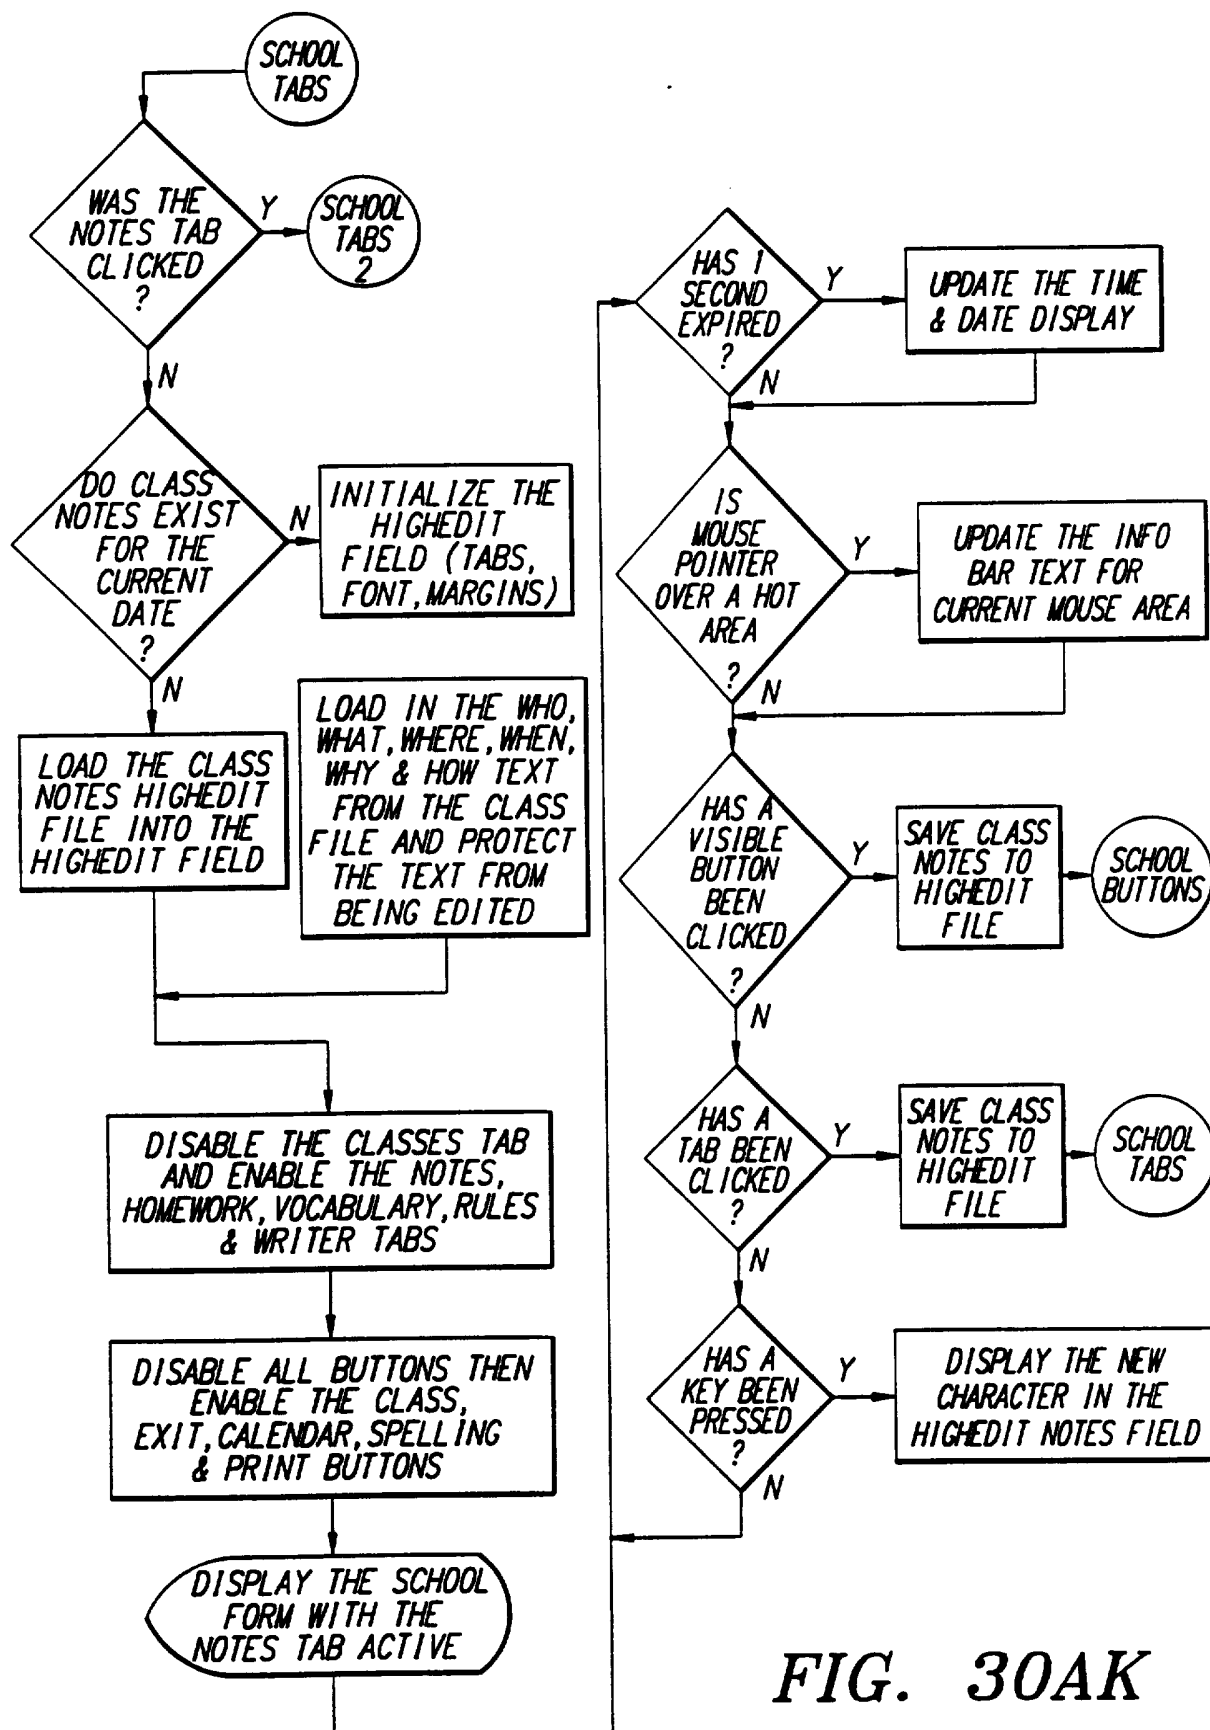 SCHOOL
TABS
WAS THE
NOTES TAB
CLICKED
?
Y
SCHOOL
TABS
2
N
DO CLASS
NOTES EXIST
FOR THE
CURRENT
DATE
?
N
INITIALIZE THE
HIGHEDIT
FIELD (TABS,
FONT, MARGINS)
N
LOAD THE CLASS
NOTES HIGHEDIT
FILE INTO THE
HIGHEDIT FIELD
LOAD IN THE WHO,
WHAT, WHERE, WHEN,
WHY & HOW TEXT
FROM THE CLASS
FILE AND PROTECT
THE TEXT FROM
BEING EDITED
DISABLE THE CLASSES TAB
AND ENABLE THE NOTES,
HOMEWORK, VOCABULARY, RULES
& WRITER TABS
DISABLE ALL BUTTONS THEN
ENABLE THE CLASS,
EXIT, CALENDAR, SPELLING
& PRINT BUTTONS
DISPLAY THE SCHOOL
FORM WITH THE
NOTES TAB ACTIVE
HAS 1
SECOND
EXPIRED
?
Y
UPDATE THE TIME
& DATE DISPLAY
N
IS
MOUSE
POINTER
OVER A HOT
AREA
?
Y
UPDATE THE INFO
BAR TEXT FOR
CURRENT MOUSE AREA
N
HAS A
VISIBLE
BUTTON
BEEN
CLICKED
?
Y
SAVE CLASS
NOTES TO
HIGHEDIT
FILE
SCHOOL
BUTTONS
N
HAS A
TAB BEEN
CLICKED
?
Y
SAVE CLASS
NOTES TO
HIGHEDIT
FILE
SCHOOL
TABS
N
HAS A
KEY BEEN
PRESSED
?
Y
DISPLAY THE NEW
CHARACTER IN THE
HIGHEDIT NOTES FIELD
N
FIG. 30AK